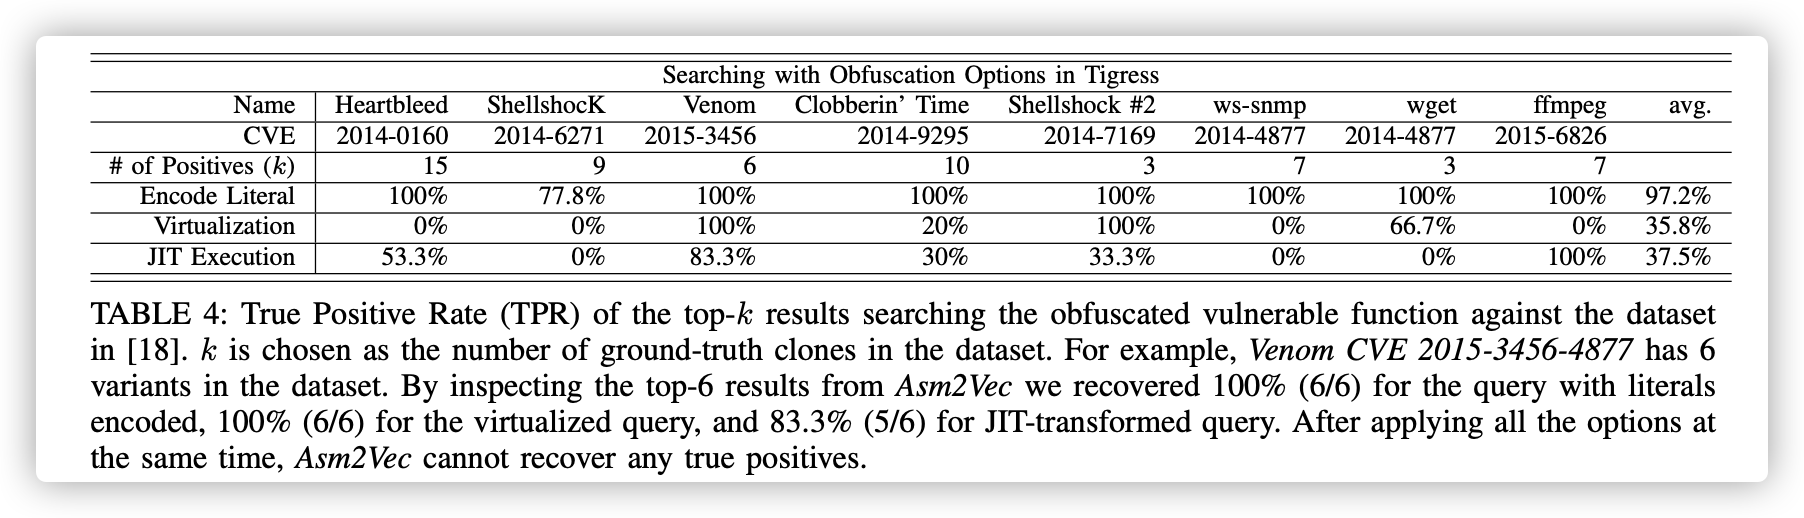 Searching with Obfuscation Options in Tigress
Name Heartbleed ShellshocK Venom Clobberin' Time Shellshock #2 ws-snmp wget ffmpeg avg.
CVE 2014-0160 2014-6271 2015-3456 2014-9295 2014-7169 2014-4877 2014-4877 2015-6826
# of Positives (k) 15 9 6 10 3 7 3 7
Encode Literal 100% 77.8% 100% 100% 100% 100% 100% 100% 97.2%
Virtualization 0% 0% 100% 20% 100% 0% 66.7% 0% 35.8%
JIT Execution 53.3% 0% 83.3% 30% 33.3% 0% 0% 100% 37.5%
TABLE 4: True Positive Rate (TPR) of the top-k results searching the obfuscated vulnerable function against the dataset
in [18]. k is chosen as the number of ground-truth clones in the dataset. For example, Venom CVE 2015-3456-4877 has 6
variants in the dataset. By inspecting the top-6 results from Asm2Vec we recovered 100% (6/6) for the query with literals
encoded, 100% (6/6) for the virtualized query, and 83.3% (5/6) for JIT-transformed query. After applying all the options at
the same time, Asm2Vec cannot recover any true positives.